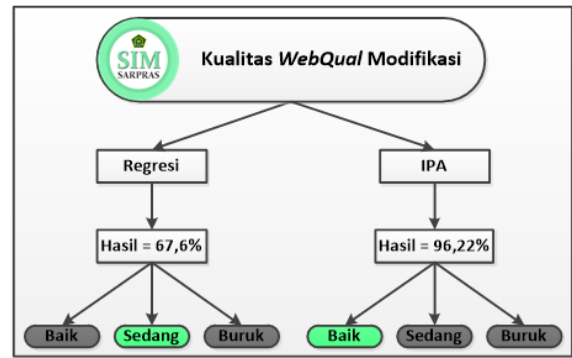 SIM
SARPRAS
Kualitas WebQual Modifikasi
Regresi
IPA
Hasil = 67,6%
Hasil = 96,22%
Baik
Sedang
Buruk
Baik
Sedang
Buruk